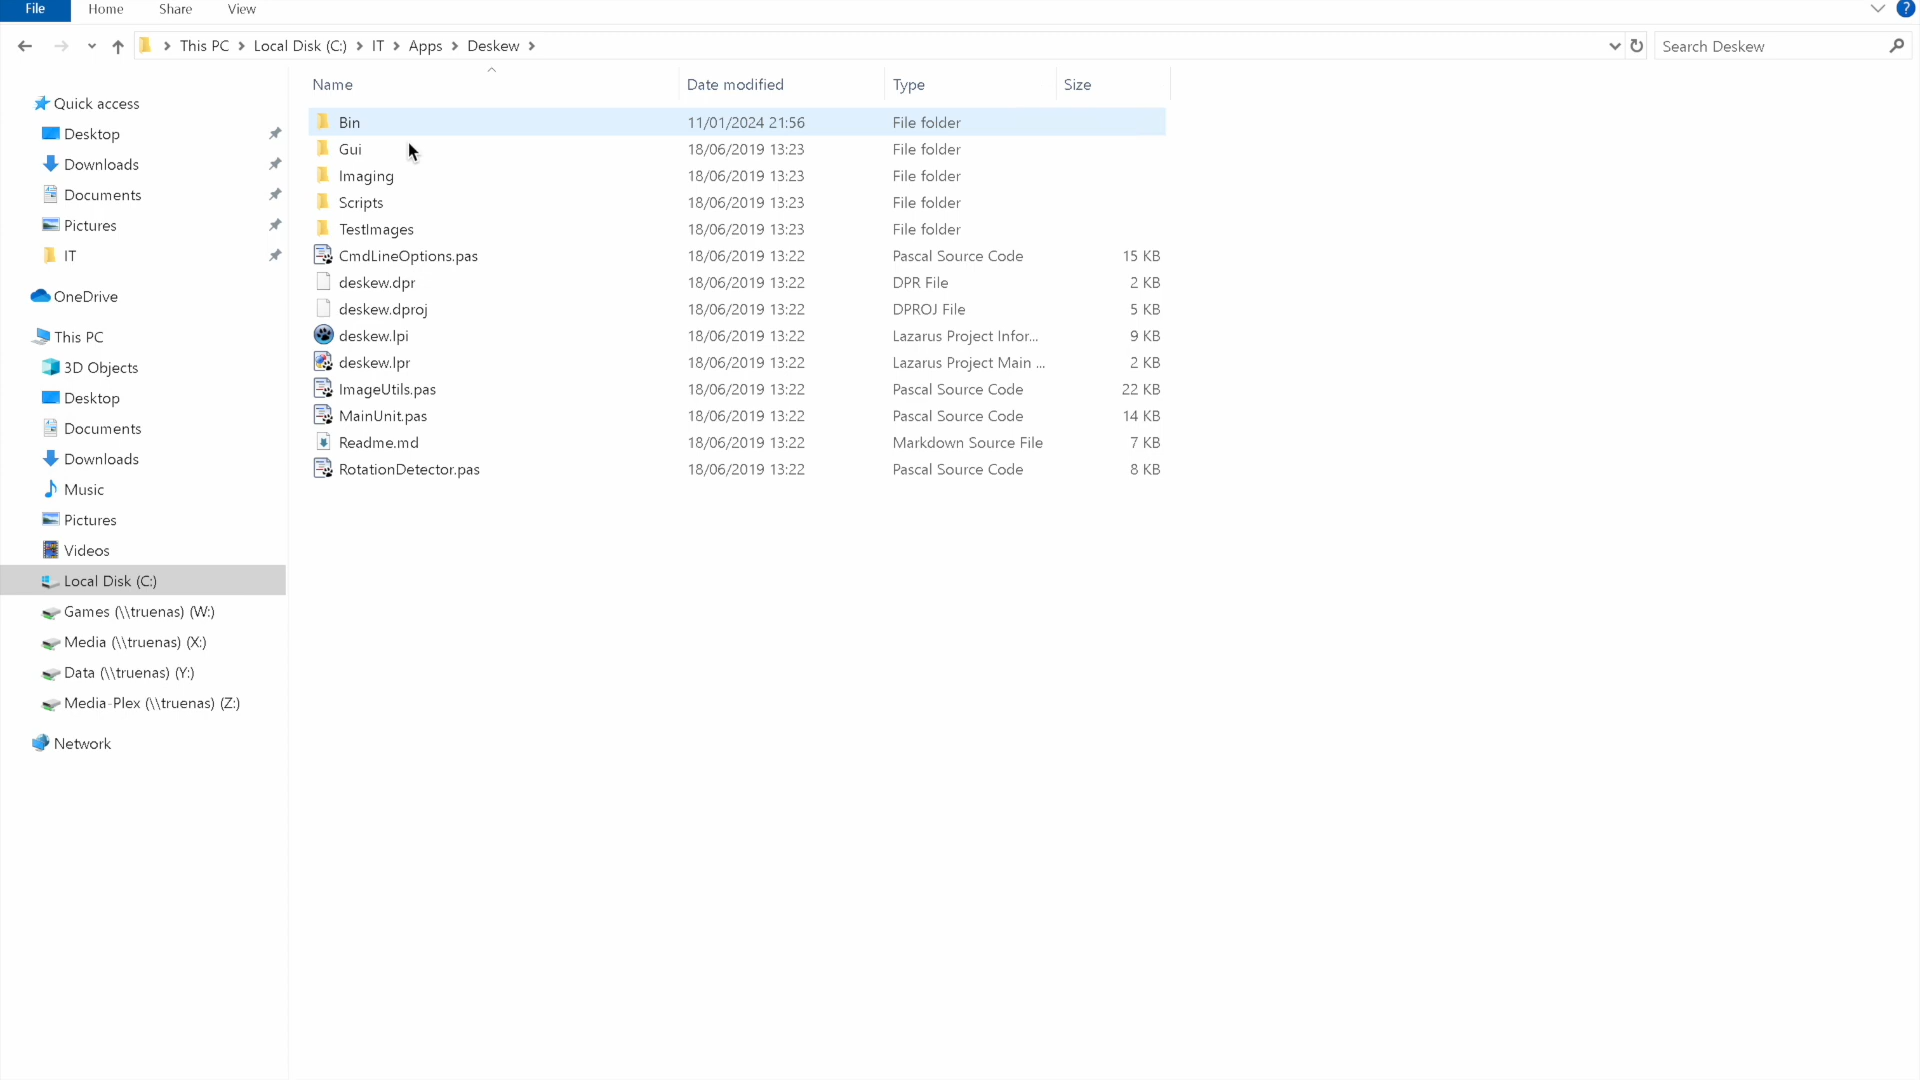 File Home Share View ?
This PC Local Disk (C:) IT Apps Deskew Search Deskew
Name Date modified Type Size
Quick access
Desktop
Downloads
Documents
Pictures
IT
OneDrive
This PC
3D Objects
Desktop
Documents
Downloads
Music
Pictures
Videos
Local Disk (C:)
Games (\\truenas) (W:)
Media (\\truenas) (X:)
Data (\\truenas) (Y:)
Media-Plex (\\truenas) (Z:)
Network
Bin 11/01/2024 21:56 File folder
Gui 18/06/2019 13:23 File folder
Imaging 18/06/2019 13:23 File folder
Scripts 18/06/2019 13:23 File folder
TestImages 18/06/2019 13:23 File folder
CmdLineOptions.pas 18/06/2019 13:22 Pascal Source Code 15 KB
deskew.dpr 18/06/2019 13:22 DPR File 2 KB
deskew.dproj 18/06/2019 13:22 DPROJ File 5 KB
deskew.lpi 18/06/2019 13:22 Lazarus Project Infor... 9 KB
deskew.lpr 18/06/2019 13:22 Lazarus Project Main ... 2 KB
ImageUtils.pas 18/06/2019 13:22 Pascal Source Code 22 KB
MainUnit.pas 18/06/2019 13:22 Pascal Source Code 14 KB
Readme.md 18/06/2019 13:22 Markdown Source File 7 KB
RotationDetector.pas 18/06/2019 13:22 Pascal Source Code 8 KB